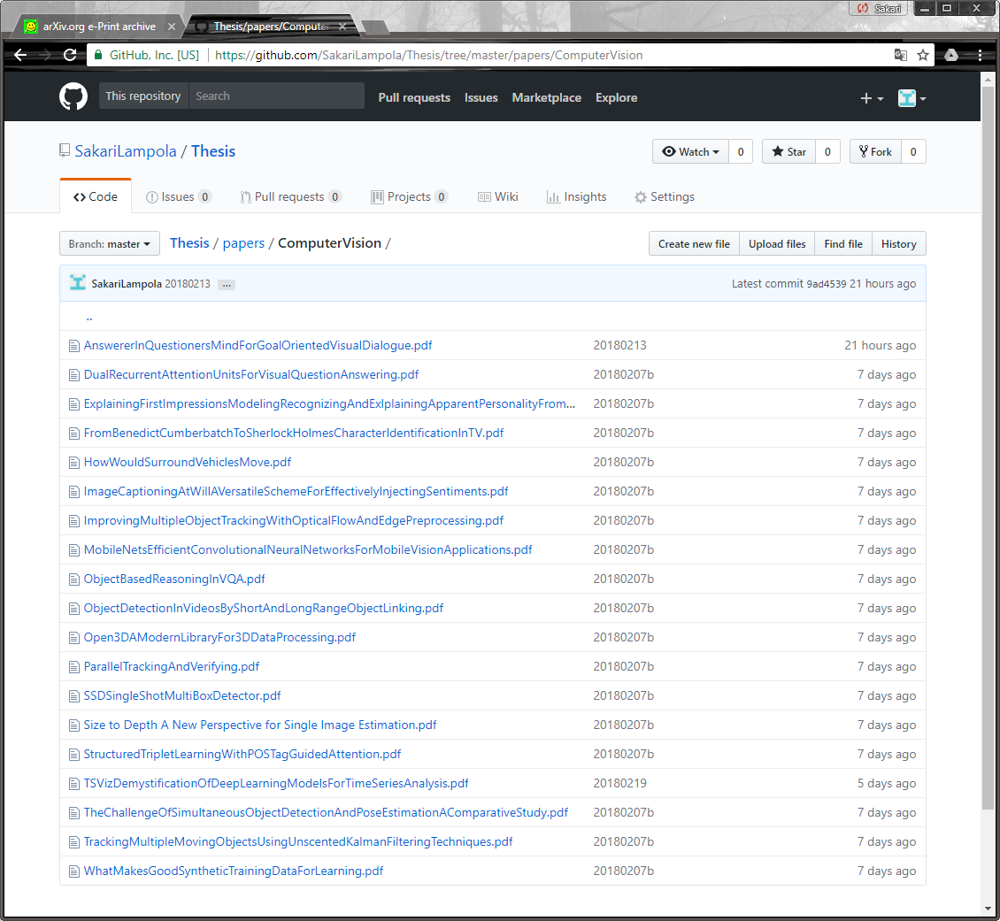 Sakari
arXiv.org e-Print archive
Thesis/papers/Compute
GitHub, Inc. [US] https://github.com/SakariLampola/Thesis/tree/master/papers/ComputerVision
This repository Search Pull requests Issues Marketplace Explore
SakariLampola / Thesis
Watch 0 Star 0 Fork 0
<> Code Issues 0 Pull requests 0 Projects 0 Wiki Insights Settings
Branch: master Thesis / papers / ComputerVision / Create new file Upload files Find file History
SakariLampola 20180213 ... Latest commit 9ad4539 21 hours ago
..
AnswererInQuestionersMindForGoalOrientedVisualDialogue.pdf 20180213 21 hours ago
DualRecurrentAttentionUnitsForVisualQuestionAnswering.pdf 20180207b 7 days ago
ExplainingFirstImpressionsModelingRecognizingAndExlplainingApparentPersonalityFrom... 20180207b 7 days ago
FromBenedictCumberbatchToSherlockHolmesCharacterIdentificationInTV.pdf 20180207b 7 days ago
HowWouldSurroundVehiclesMove.pdf 20180207b 7 days ago
ImageCaptioningAtWillAVersatileSchemeForEffectivelyInjectingSentiments.pdf 20180207b 7 days ago
ImprovingMultipleObjectTrackingWithOpticalFlowAndEdgePreprocessing.pdf 20180207b 7 days ago
MobileNetsEfficientConvolutionalNeuralNetworksForMobileVisionApplications.pdf 20180207b 7 days ago
ObjectBasedReasoningInVQA.pdf 20180207b 7 days ago
ObjectDetectionInVideosByShortAndLongRangeObjectLinking.pdf 20180207b 7 days ago
Open3DAModernLibraryFor3DDataProcessing.pdf 20180207b 7 days ago
ParallelTrackingAndVerifying.pdf 20180207b 7 days ago
SSDSingleShotMultiBoxDetector.pdf 20180207b 7 days ago
Size to Depth A New Perspective for Single Image Estimation.pdf 20180207b 7 days ago
StructuredTripletLearningWithPOSTagGuidedAttention.pdf 20180207b 7 days ago
TSVizDemystificationOfDeepLearningModelsForTimeSeriesAnalysis.pdf 20180219 5 days ago
TheChallengeOfSimultaneousObjectDetectionAndPoseEstimationAComparativeStudy.pdf 20180207b 7 days ago
TrackingMultipleMovingObjectsUsingUnscentedKalmanFilteringTechniques.pdf 20180207b 7 days ago
WhatMakesGoodSyntheticTrainingDataForLearning.pdf 20180207b 7 days ago